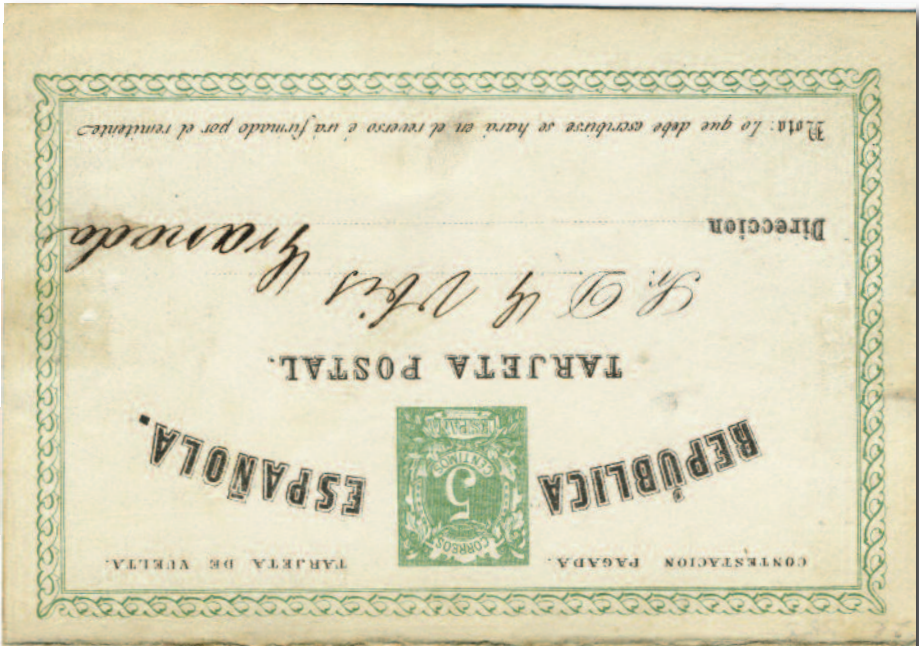 CONTESTACION PAGADA. TARJETA DE VUELTA.
REPÚBLICA ESPAÑOLA.
CORREOS
5
CENTIMOS
ESPAÑA
TARJETA POSTAL.
Sr. D
Direccion Granada
Nota: Lo que debe escribirse se hará en el reverso é irá firmado por el remitente